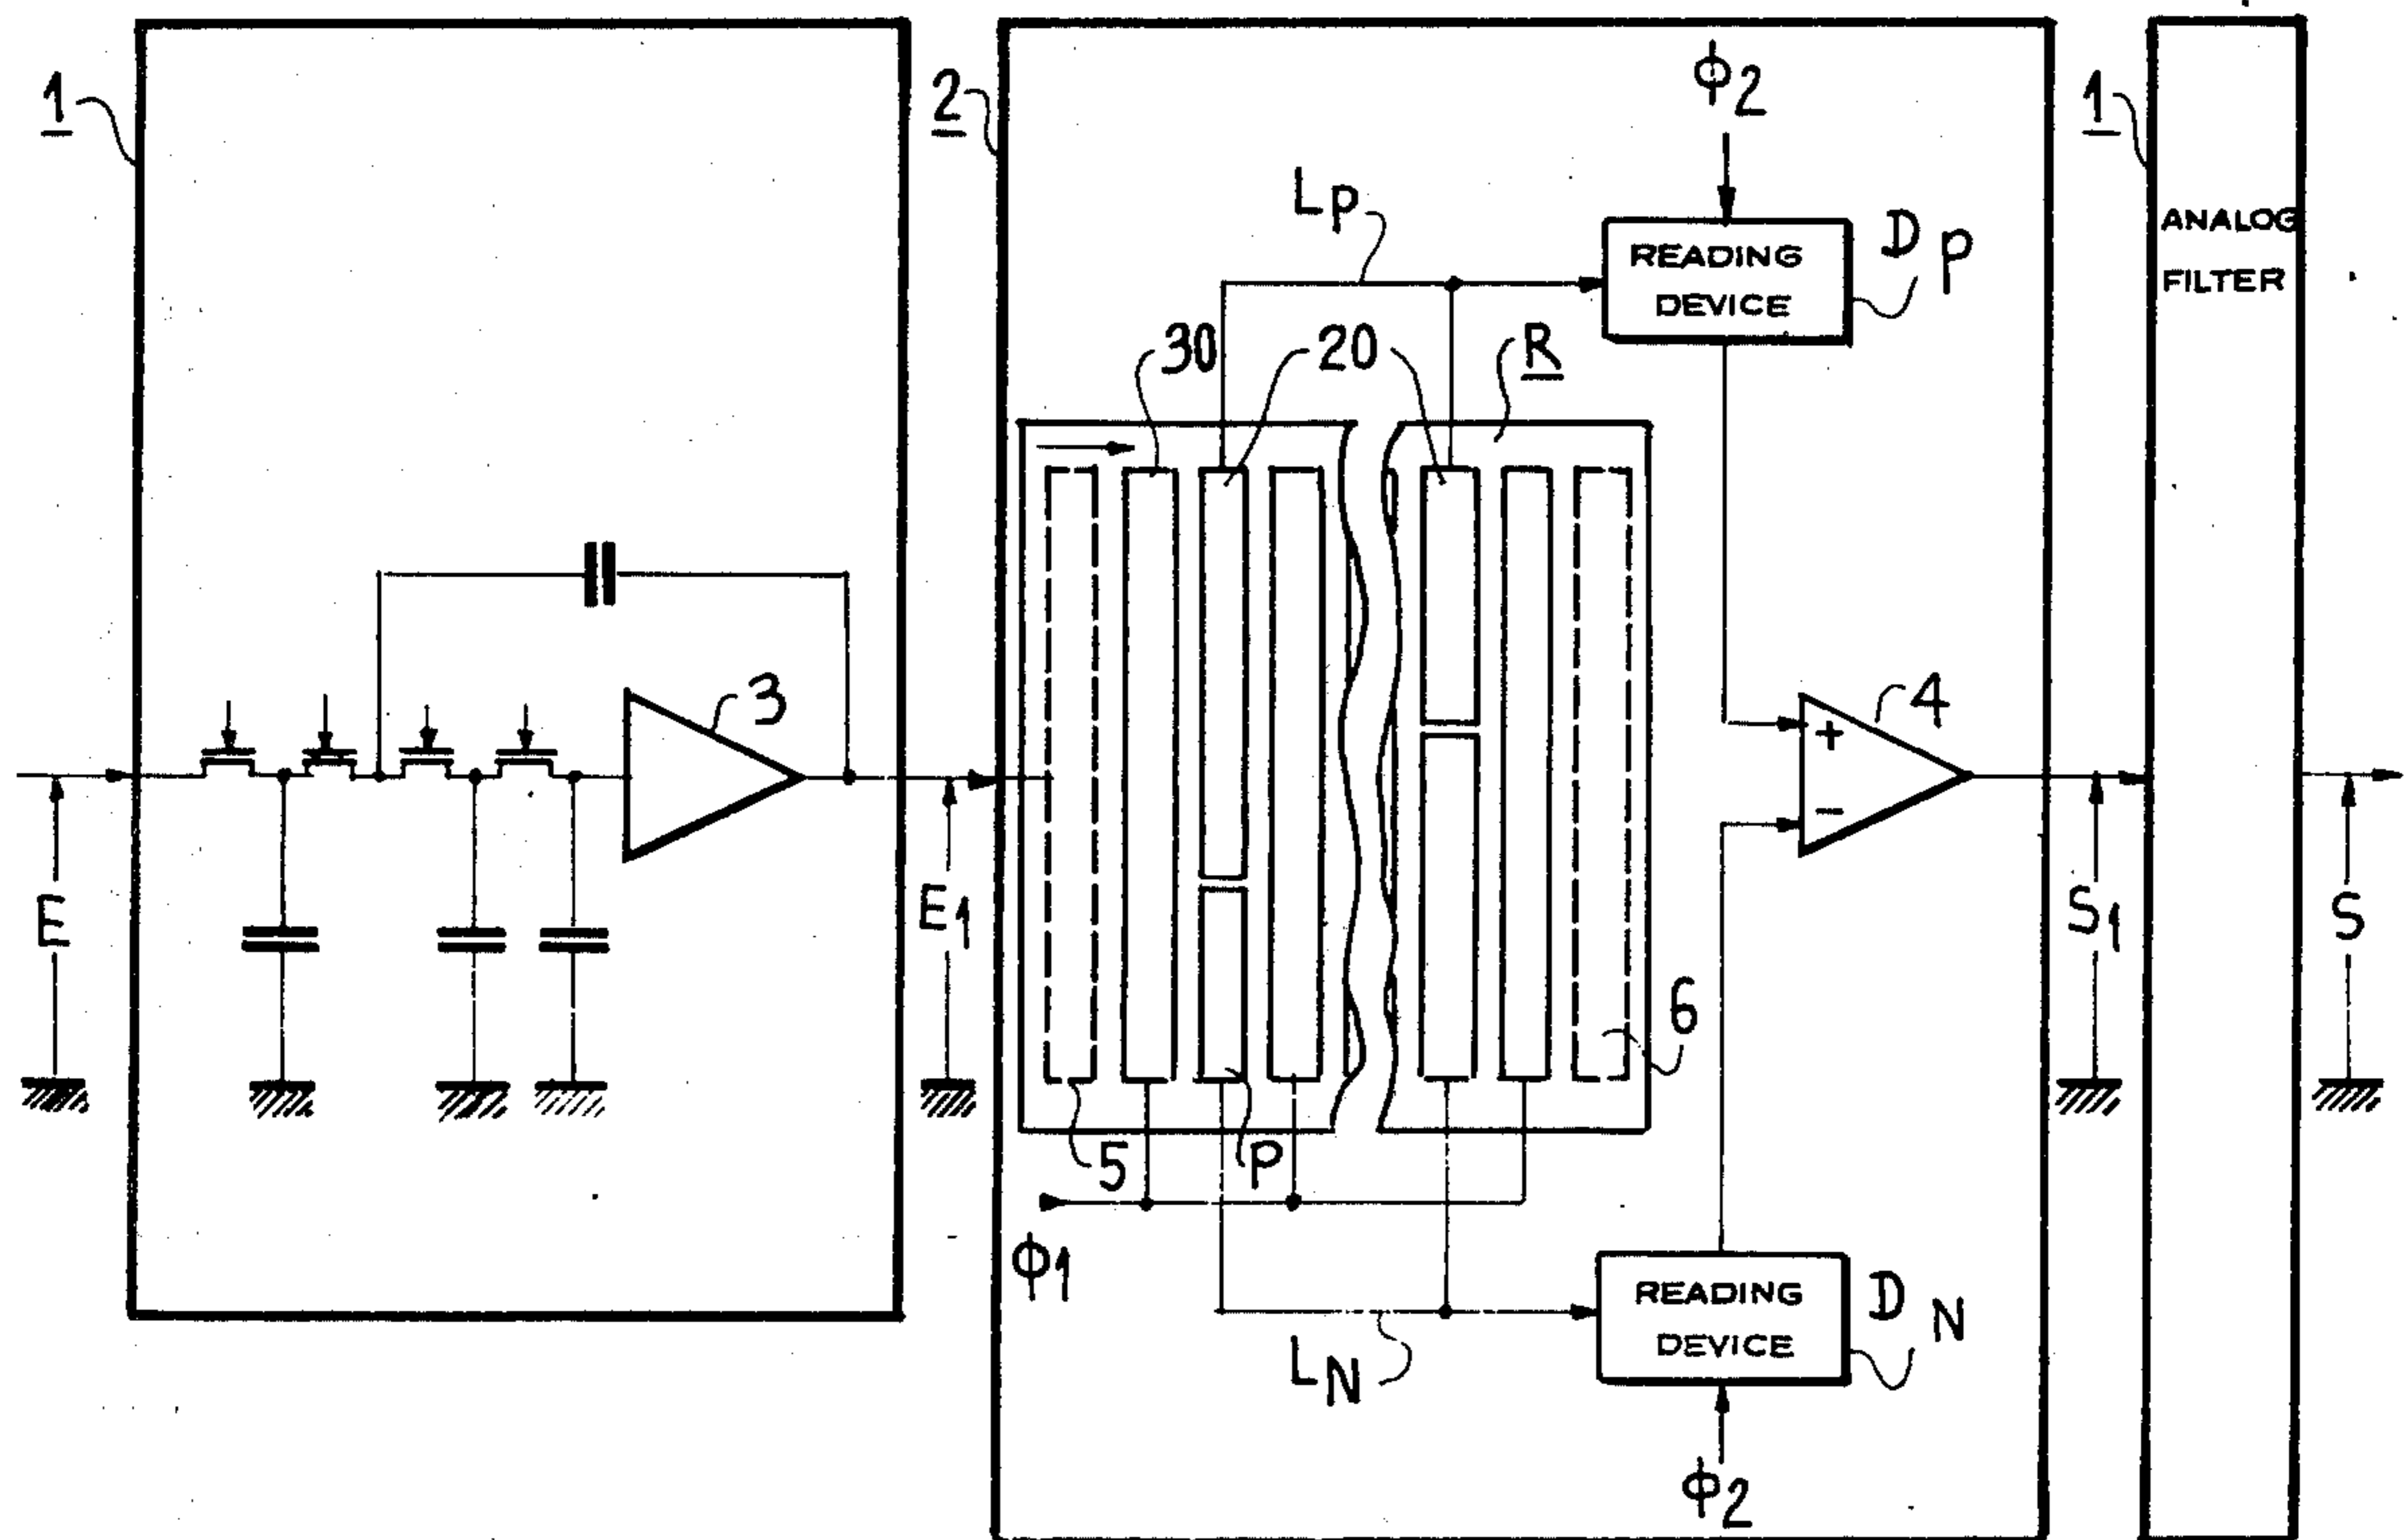 1
2
Φ2
1
ANALOG
FILTER
LP
READING
DEVICE
DP
30
20
R
3
4
+
−
E
E1
S1
S
6
5
P
Φ1
READING
DEVICE
DN
LN
Φ2